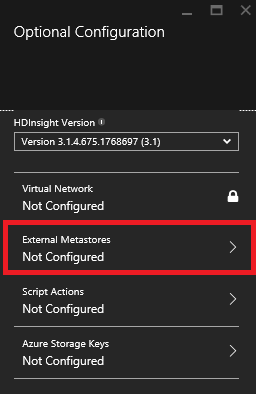 Optional Configuration
HDInsight Version
Version 3.1.4.675.1768697 (3.1)
Virtual Network
Not Configured
External Metastores
Not Configured
Script Actions
Not Configured
Azure Storage Keys
Not Configured